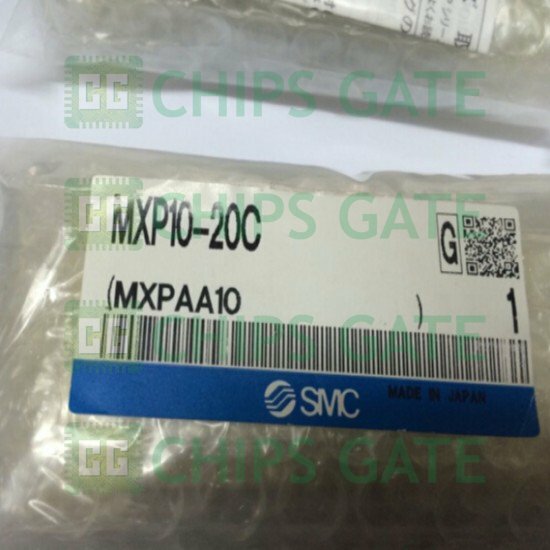 CHIPS GATE
CHIPS GATE
MXP10-20C
G
(MXPAA10 )
1
CHIPS GATE
SMC
MADE IN JAPAN
CHIPS GATE